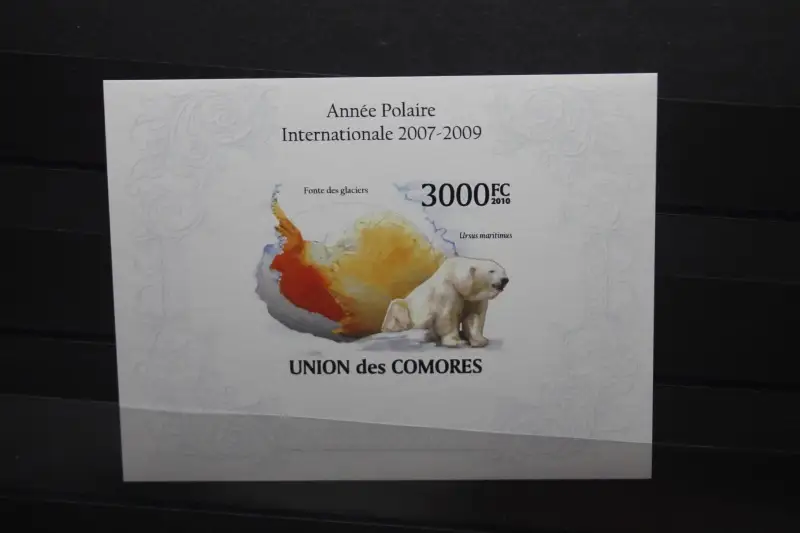 Année Polaire
Internationale 2007-2009
Fonte des glaciers
3000FC
2010
Ursus maritimus
UNION des COMORES